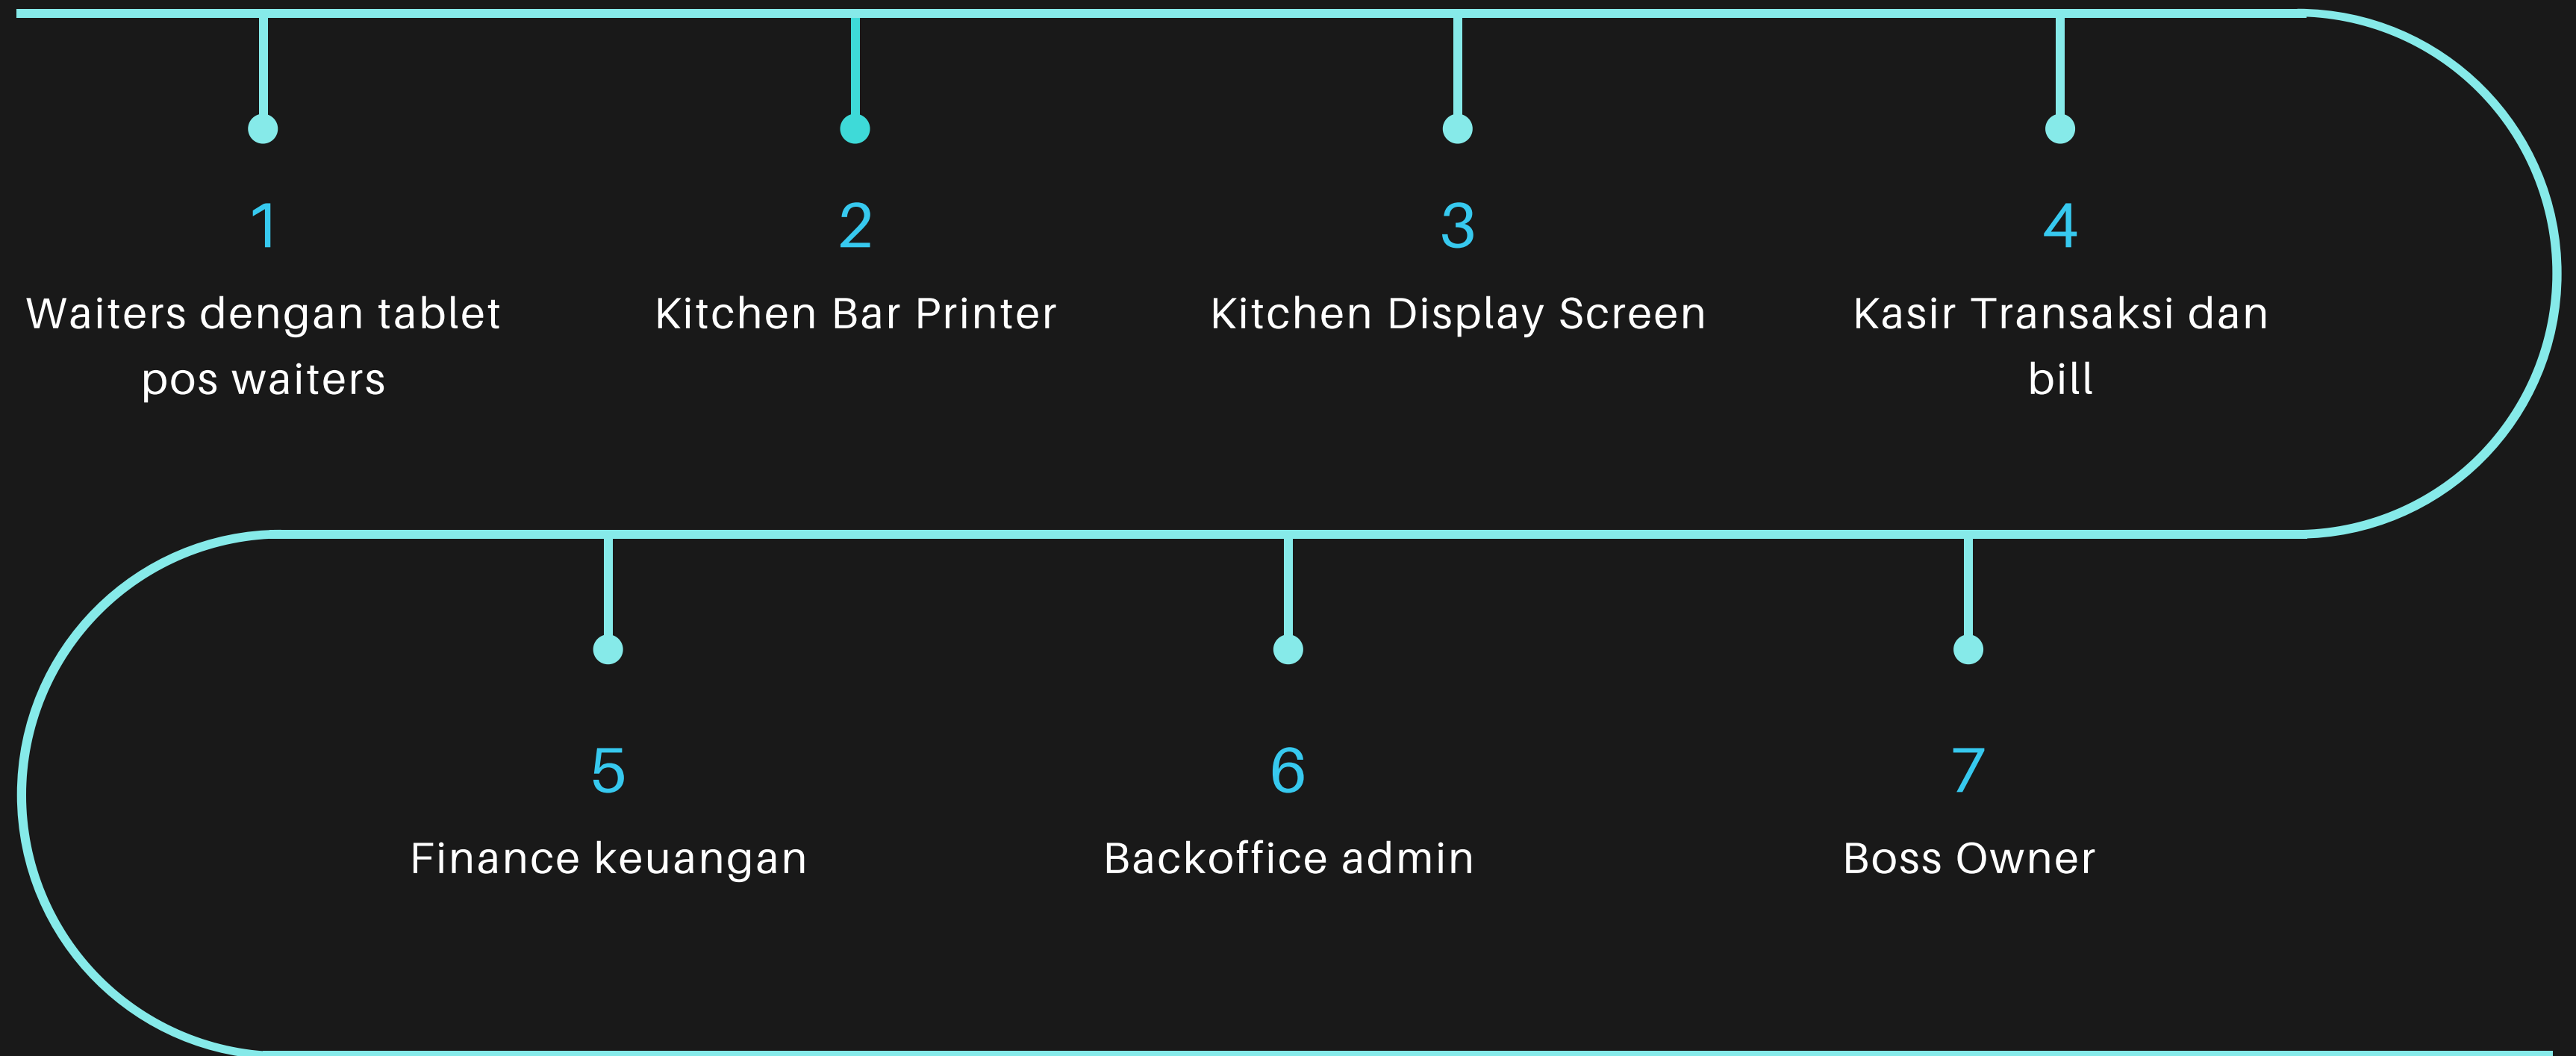 1
Waiters dengan tablet
pos waiters
2
Kitchen Bar Printer
3
Kitchen Display Screen
4
Kasir Transaksi dan
bill
5
Finance keuangan
6
Backoffice admin
7
Boss Owner